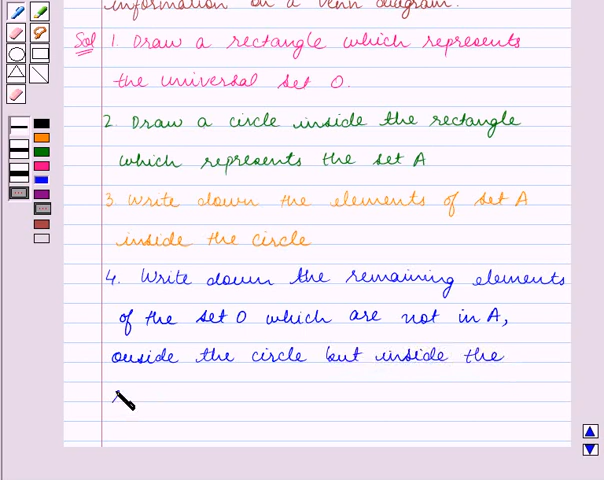 information on a Venn diagram.
Sol 1. Draw a rectangle which represents
the universal set O.
2. Draw a circle inside the rectangle
which represents the set A
3. Write down the elements of set A
inside the circle
4. Write down the remaining elements
of the set O which are not in A,
ouside the circle but inside the